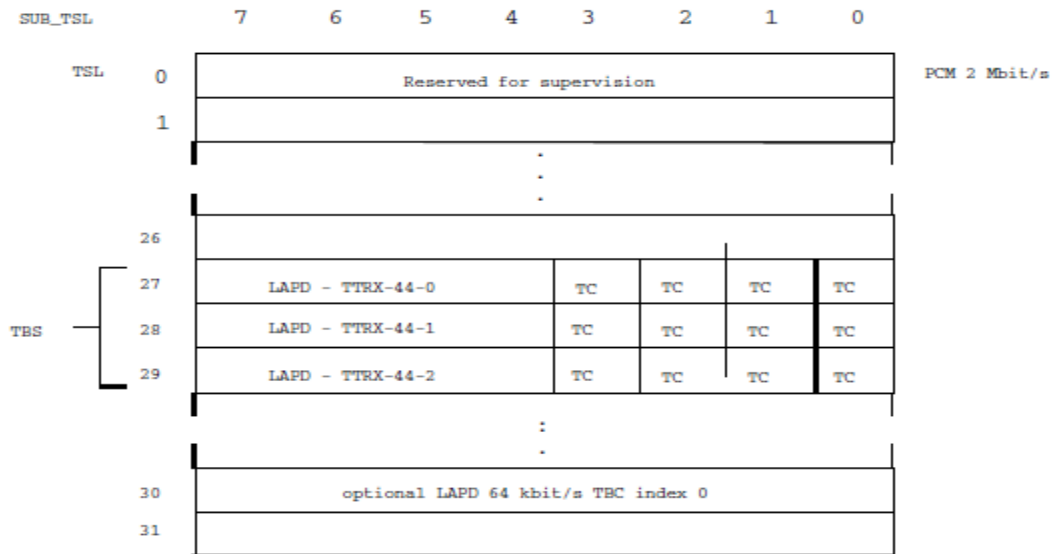 SUB_TSL 7 6 5 4 3 2 1 0
TSL 0 Reserved for supervision PCM 2 Mbit/s
1
.
.
.
26
27 LAPD - TTRX-44-0 TC TC TC TC
TBS 28 LAPD - TTRX-44-1 TC TC TC TC
29 LAPD - TTRX-44-2 TC TC TC TC
:
.
30 optional LAPD 64 kbit/s TBC index 0
31